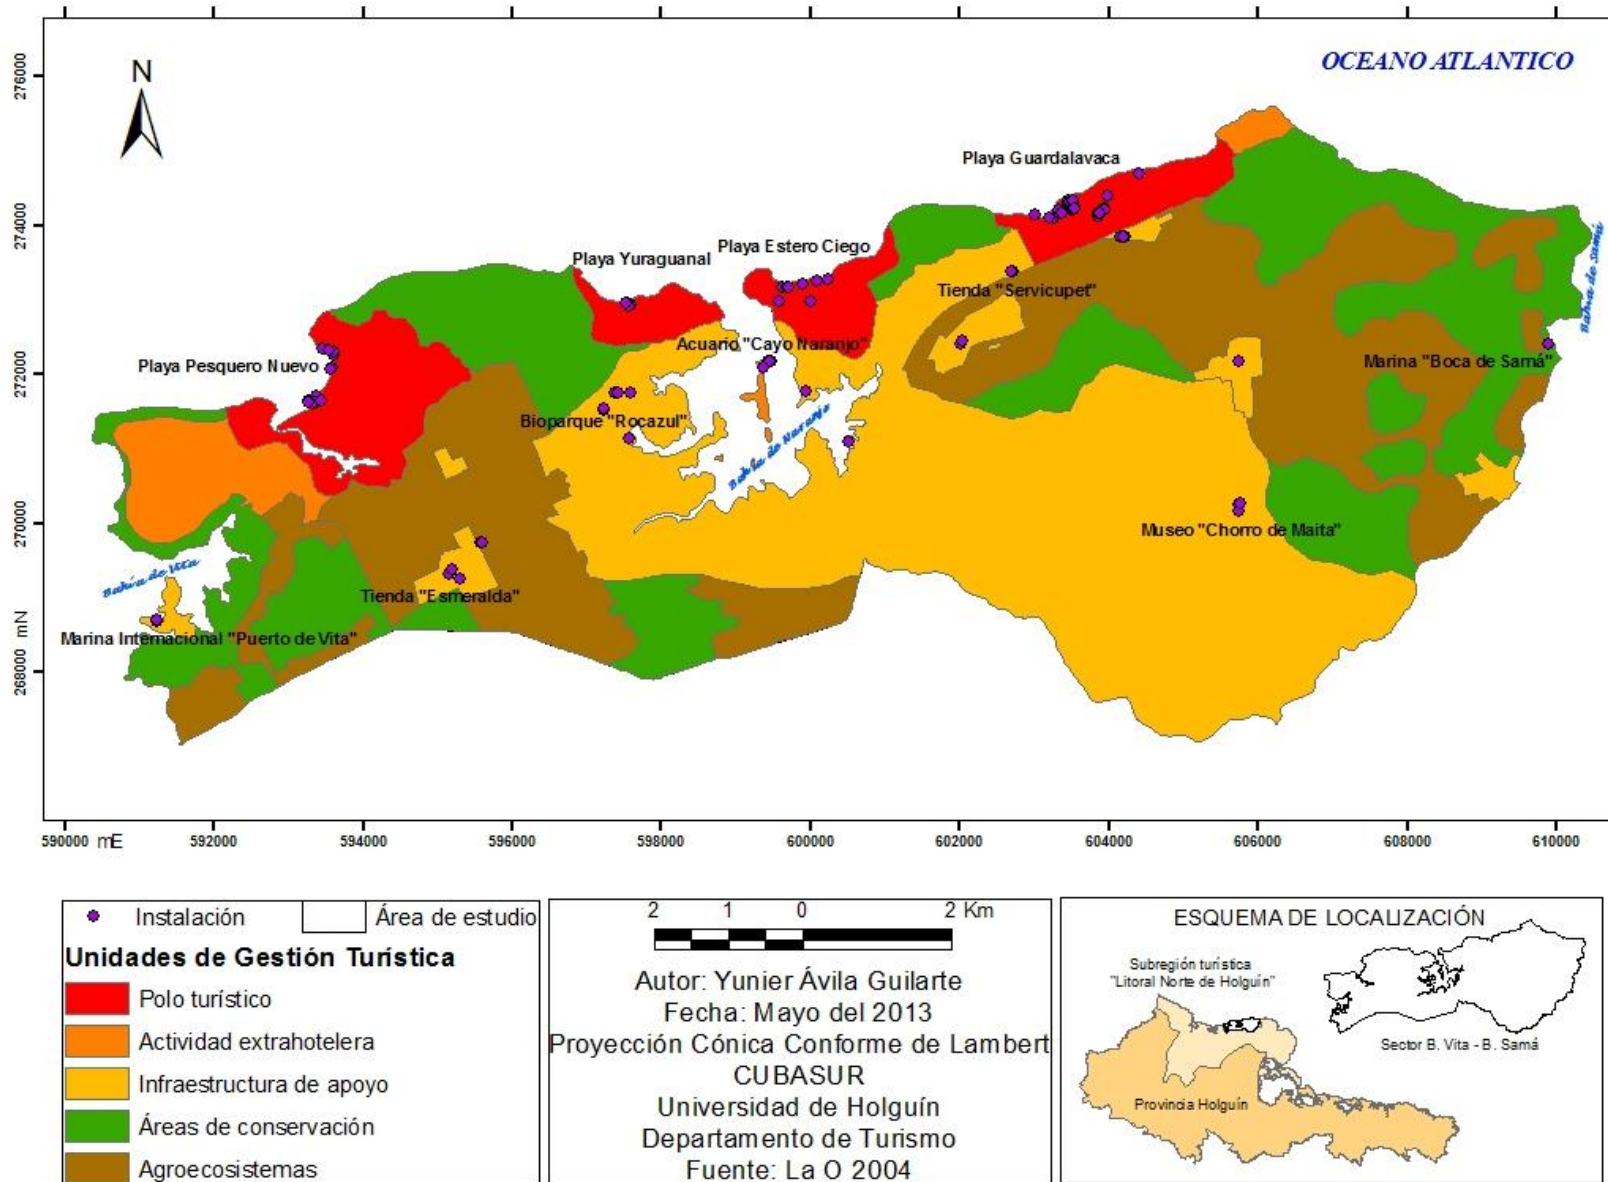 OCEANO ATLANTICO
N
Playa Guardalavaca
Playa Estero Ciego
Playa Yuraguanal
Bahía de Samá
Tienda "Servicupet"
Acuario "Cayo Naranjo"
Marina "Boca de Samá"
Playa Pesquero Nuevo
Bioparque "Rocazul"
Bahía de Naranjo
Museo "Chorro de Maita"
Bahía de Vita
Tienda "Esmeralda"
Marina Internacional "Puerto de Vita"
276000
274000
272000
270000
mN
268000
590000 mE 592000 594000 596000 598000 600000 602000 604000 606000 608000 610000
Instalación Área de estudio
Unidades de Gestión Turística
Polo turístico
Actividad extrahotelera
Infraestructura de apoyo
Áreas de conservación
Agroecosistemas
2 1 0 2 Km
Autor: Yunier Ávila Guilarte
Fecha: Mayo del 2013
Proyección Cónica Conforme de Lambert
CUBASUR
Universidad de Holguín
Departamento de Turismo
Fuente: La O 2004
ESQUEMA DE LOCALIZACIÓN
Subregión turística
"Litoral Norte de Holguín"
Sector B. Vita - B. Samá
Provincia Holguín